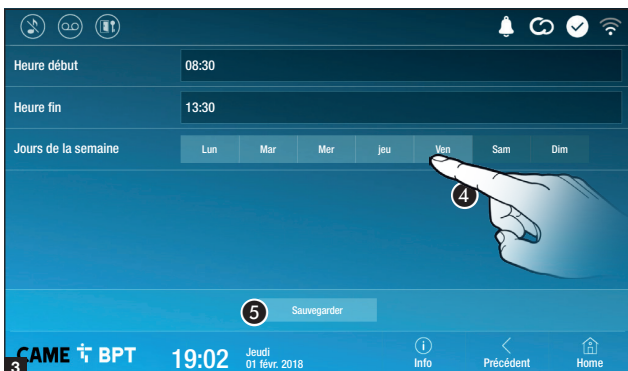 Heure début 08:30
Heure fin 13:30
Jours de la semaine Lun Mar Mer jeu Ven Sam Dim
4
5 Sauvegarder
3 CAME BPT 19:02 Jeudi
01 févr. 2018
Info Précédent Home